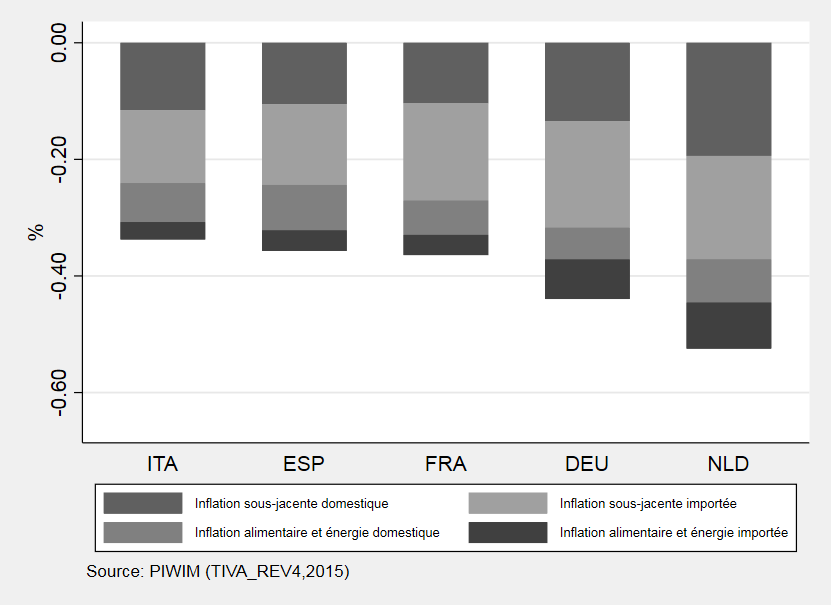 0.00
-0.20
-0.40
-0.60
%
ITA ESP FRA DEU NLD
Inflation sous-jacente domestique Inflation sous-jacente importée
Inflation alimentaire et énergie domestique Inflation alimentaire et énergie importée
Source: PIWIM (TIVA_REV4,2015)